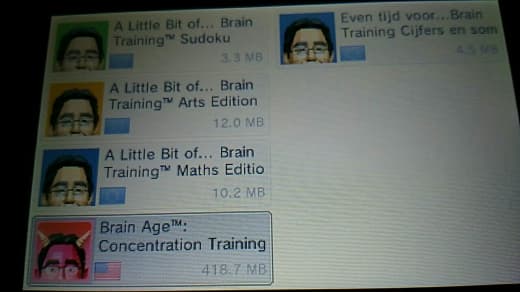 A Little Bit of... Brain
Training™ Sudoku
3.3 MB
A Little Bit of... Brain
Training™ Arts Edition
12.0 MB
A Little Bit of... Brain
Training™ Maths Editio
10.2 MB
Brain Age™:
Concentration Training
418.7 MB
Even tijd voor...Brain
Training Cijfers en som
4.5 MB